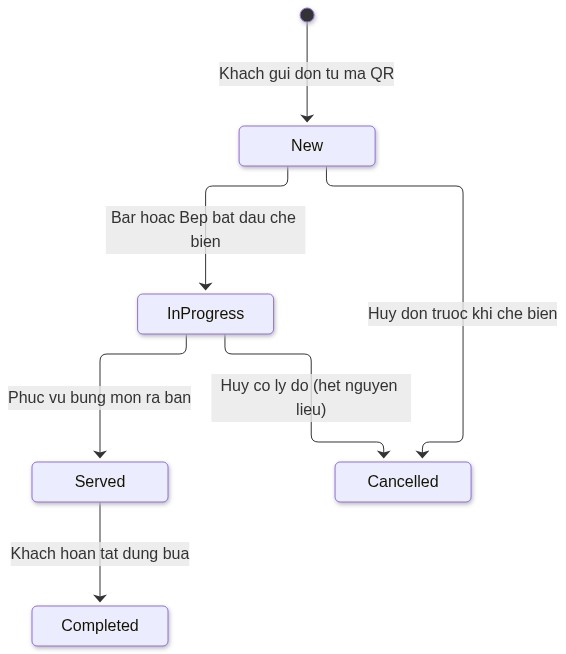 Khach gui don tu ma QR
New
Bar hoac Bep bat dau che
bien
Huy don truoc khi che bien
InProgress
Huy co ly do (het nguyen
lieu)
Phuc vu bung mon ra ban
Served
Cancelled
Khach hoan tat dung bua
Completed